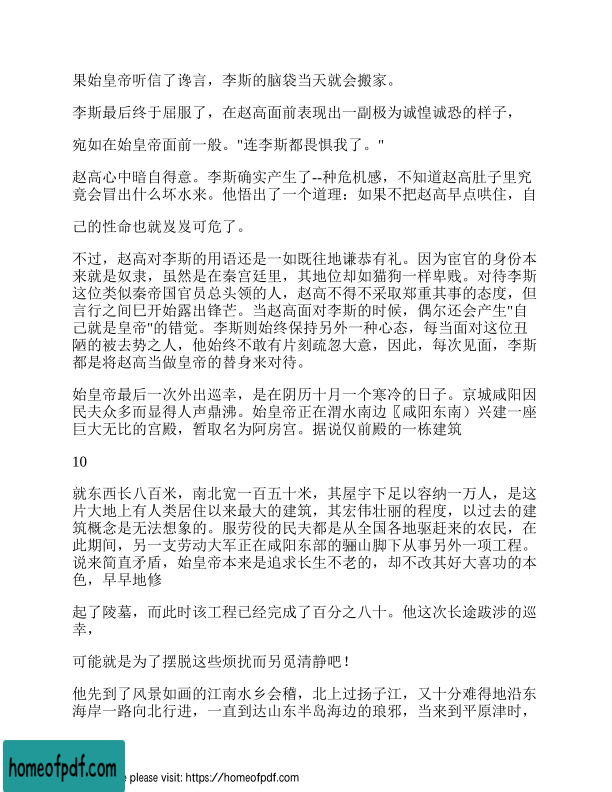 果始皇帝听信了谗言，李斯的脑袋当天就会搬家。
李斯最后终于屈服了，在赵高面前表现出一副极为诚惶诚恐的样子，
宛如在始皇帝面前一般。"连李斯都畏惧我了。"
赵高心中暗自得意。李斯确实产生了--种危机感，不知道赵高肚子里究
竟会冒出什么坏水来。他悟出了一个道理：如果不把赵高早点哄住，自
己的性命也就岌岌可危了。
不过，赵高对李斯的用语还是一如既往地谦恭有礼。因为宦官的身份本
来就是奴隶，虽然是在秦宫廷里，其地位却如猫狗一样卑贱。对待李斯
这位类似秦帝国官员总头领的人，赵高不得不采取郑重其事的态度，但
言行之间巳开始露出锋芒。当赵高面对李斯的时候，偶尔还会产生"自
己就是皇帝"的错觉。李斯则始终保持另外一种心态，每当面对这位丑
陋的被去势之人，他始终不敢有片刻疏忽大意，因此，每次见面，李斯
都是将赵高当做皇帝的替身来对待。
始皇帝最后一次外出巡幸，是在阴历十月一个寒冷的日子。京城咸阳因
民夫众多而显得人声鼎沸。始皇帝正在渭水南边〖咸阳东南）兴建一座
巨大无比的宫殿，暂取名为阿房宫。据说仅前殿的一栋建筑
10
就东西长八百米，南北宽一百五十米，其屋宇下足以容纳一万人，是这
片大地上有人类居住以来最大的建筑，其宏伟壮丽的程度，以过去的建
筑概念是无法想象的。服劳役的民夫都是从全国各地驱赶来的农民，在
此期间，另一支劳动大军正在咸阳东部的骊山脚下从事另外一项工程。
说来简直矛盾，始皇帝本来是追求长生不老的，却不改其好大喜功的本
色，早早地修
起了陵墓，而此时该工程已经完成了百分之八十。他这次长途跋涉的巡
幸，
可能就是为了摆脱这些烦扰而另觅清静吧！
他先到了风景如画的江南水乡会稽，北上过扬子江，又十分难得地沿东
海岸一路向北行进，一直到达山东半岛海边的琅邪，当来到平原津时，
homeofpdf.com
e please visit: https://homeofpdf.com